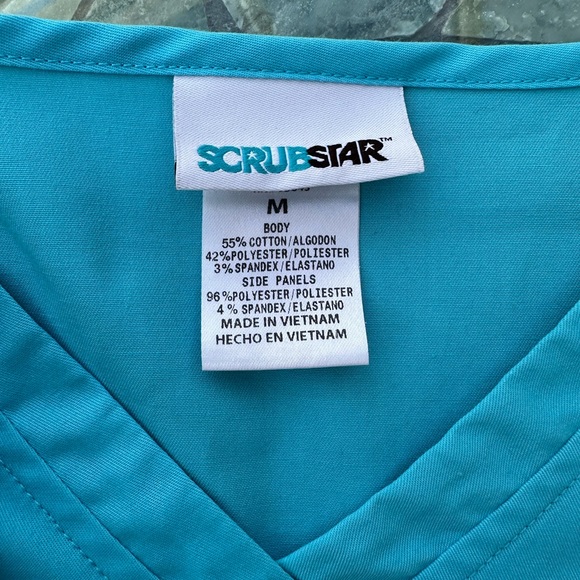 SCRUBSTAR™
M
BODY
55% COTTON/ALGODON
42% POLYESTER/POLIESTER
3% SPANDEX/ELASTANO
SIDE PANELS
96% POLYESTER/POLIESTER
4% SPANDEX/ELASTANO
MADE IN VIETNAM
HECHO EN VIETNAM